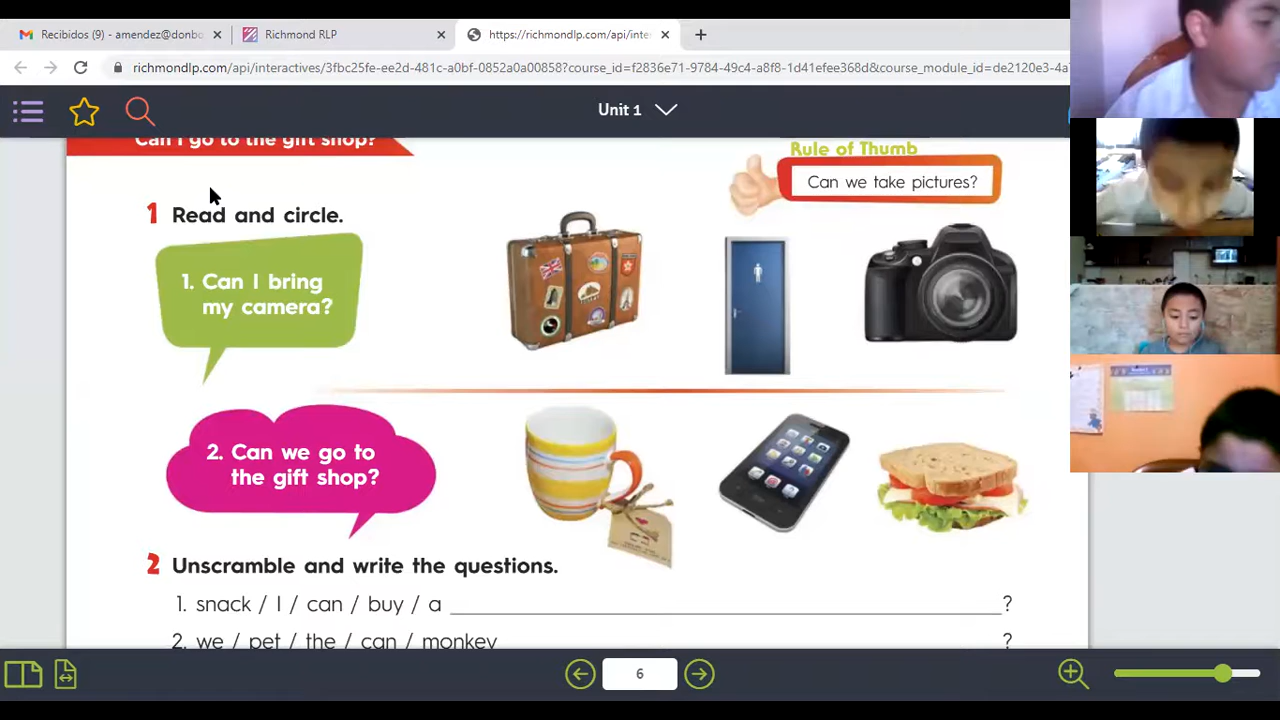 Recibidos (9) - amendez@donbo
Richmond RLP
https://richmondlp.com/api/inte
richmondlp.com/api/interactives/3fbc25fe-ee2d-481c-a0bf-0852a0a00858?course_id=f2836e71-9784-49c4-a8f8-1d41efee368d&course_module_id=de2120e3-4a7
Unit 1
Can I go to the gift shop?
Rule of Thumb
Can we take pictures?
1 Read and circle.
1. Can I bring
my camera?
2. Can we go to
the gift shop?
2 Unscramble and write the questions.
1. snack / I / can / buy / a ?
2. we / pet / the / can / monkey ?
6